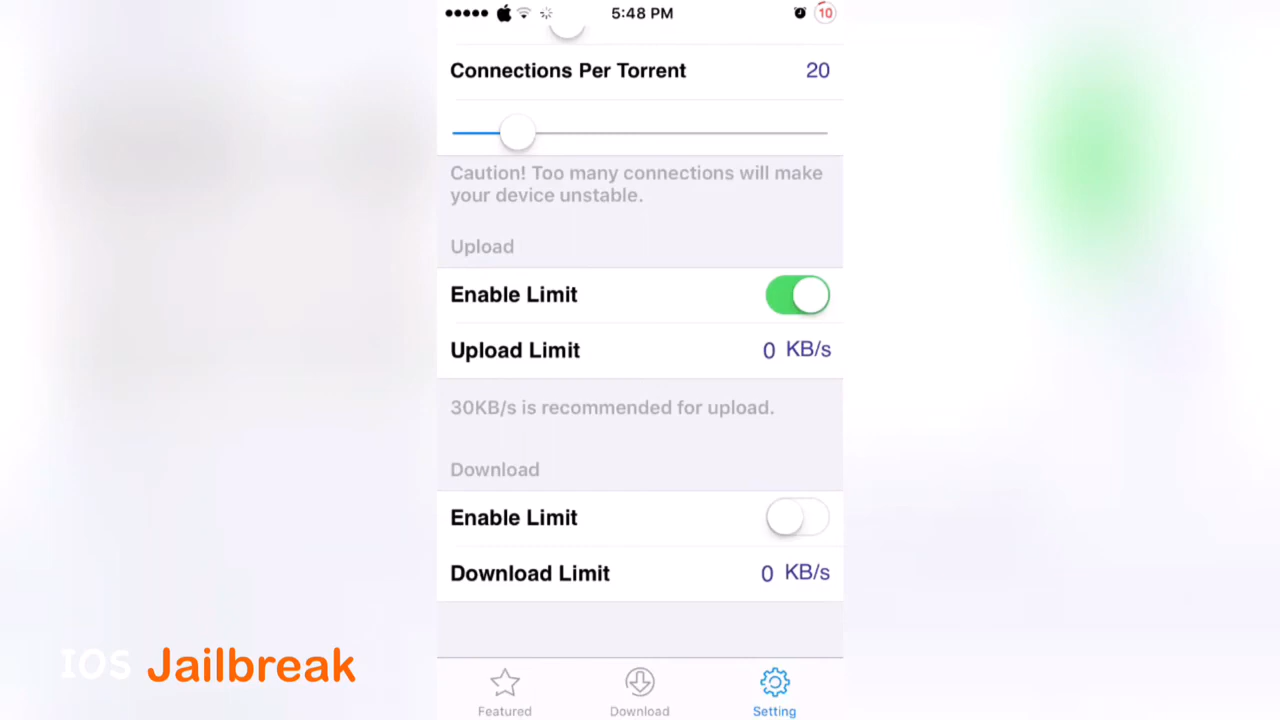 5:48 PM
10
Connections Per Torrent 20
Caution! Too many connections will make
your device unstable.
Upload
Enable Limit
Upload Limit 0 KB/s
30KB/s is recommended for upload.
Download
Enable Limit
Download Limit 0 KB/s
IOS Jailbreak
Featured Download Setting